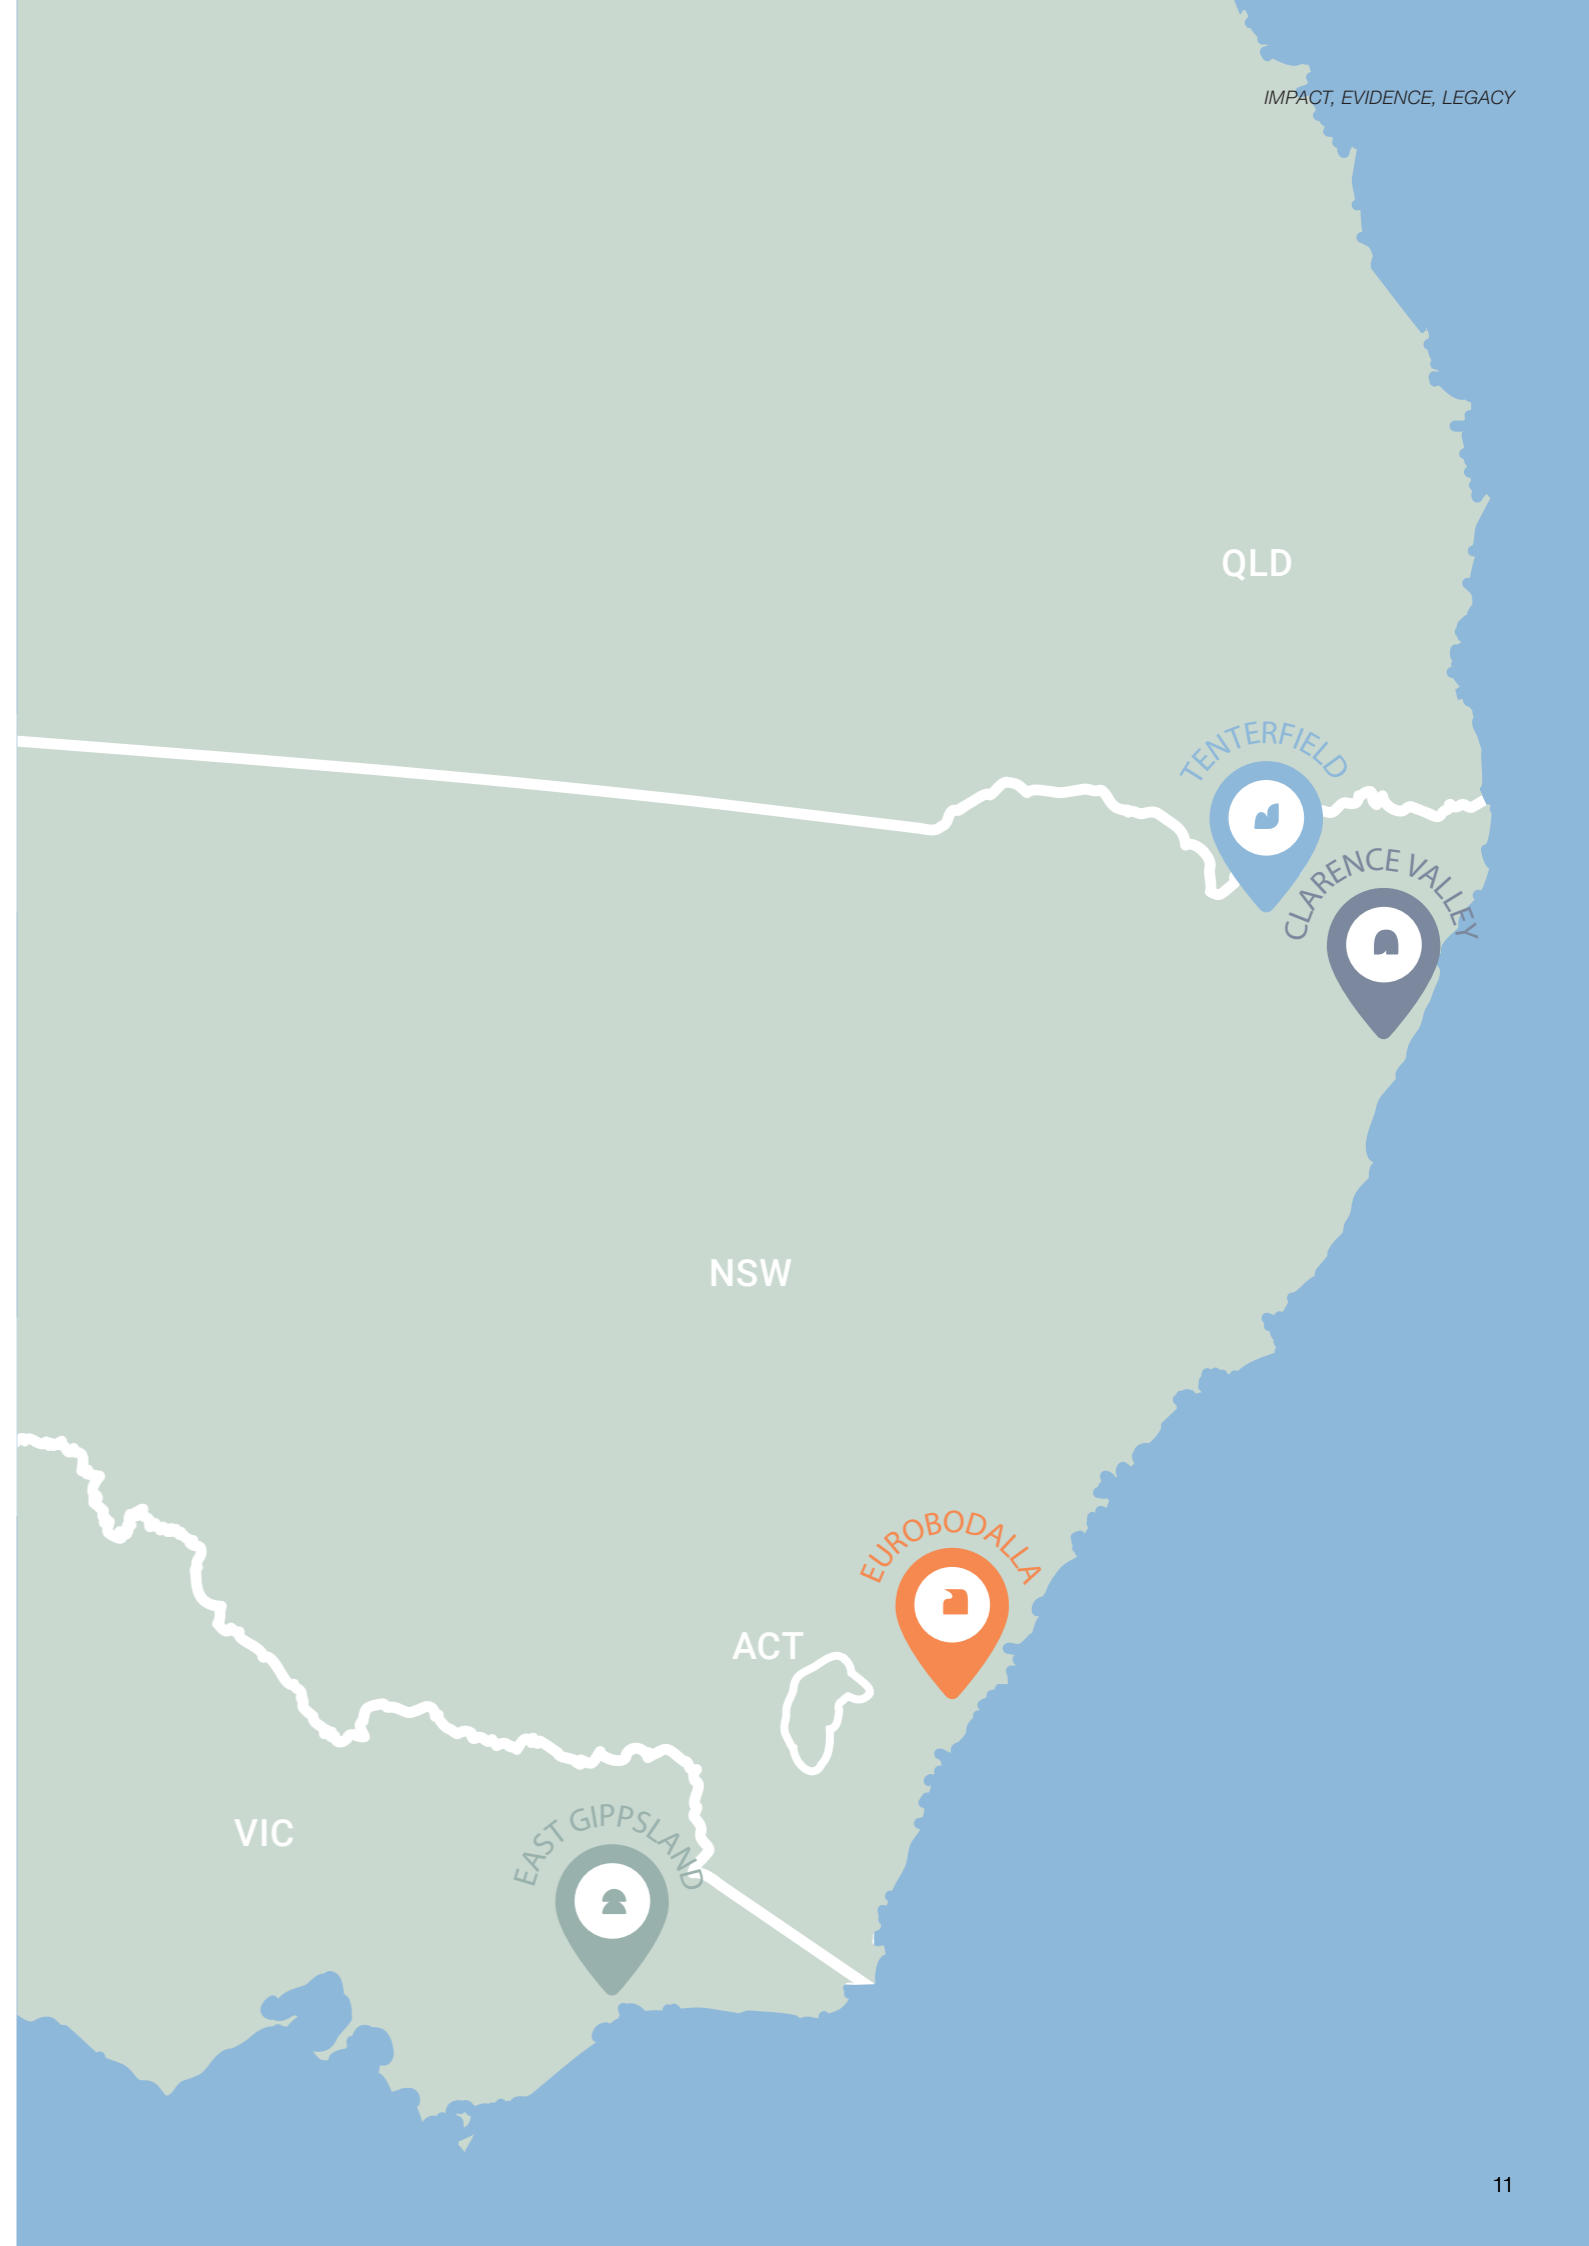 IMPACT, EVIDENCE, LEGACY
QLD
TENTERFIELD
CLARENCE VALLEY
NSW
EUROBODALLA
ACT
EAST GIPPSLAND
VIC
11